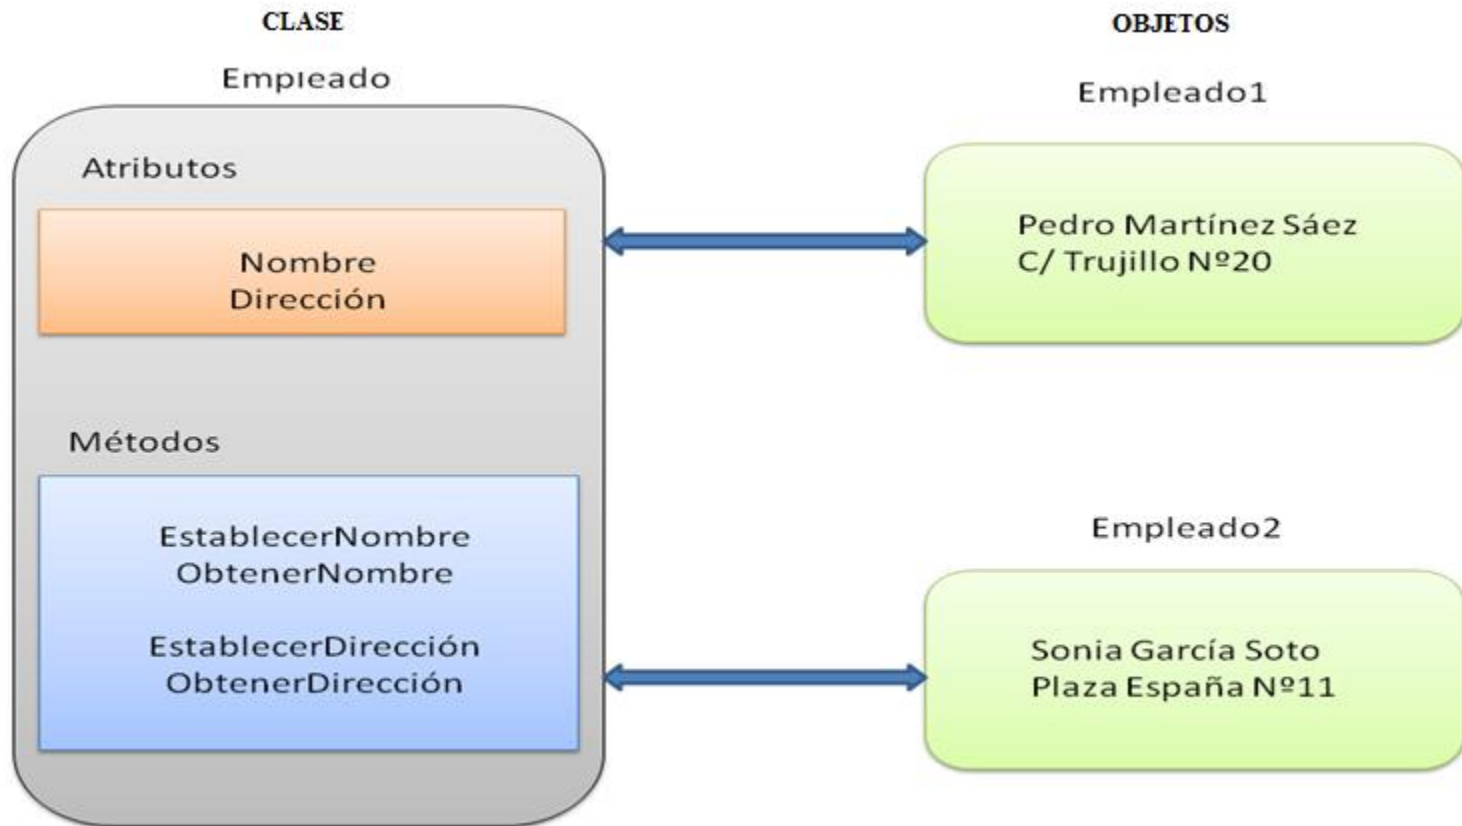 CLASE
Empleado
Atributos
Nombre
Dirección
Métodos
EstablecerNombre
ObtenerNombre
EstablecerDirección
ObtenerDirección
OBJETOS
Empleado1
Pedro Martínez Sáez
C/ Trujillo Nº20
Empleado2
Sonia García Soto
Plaza España Nº11